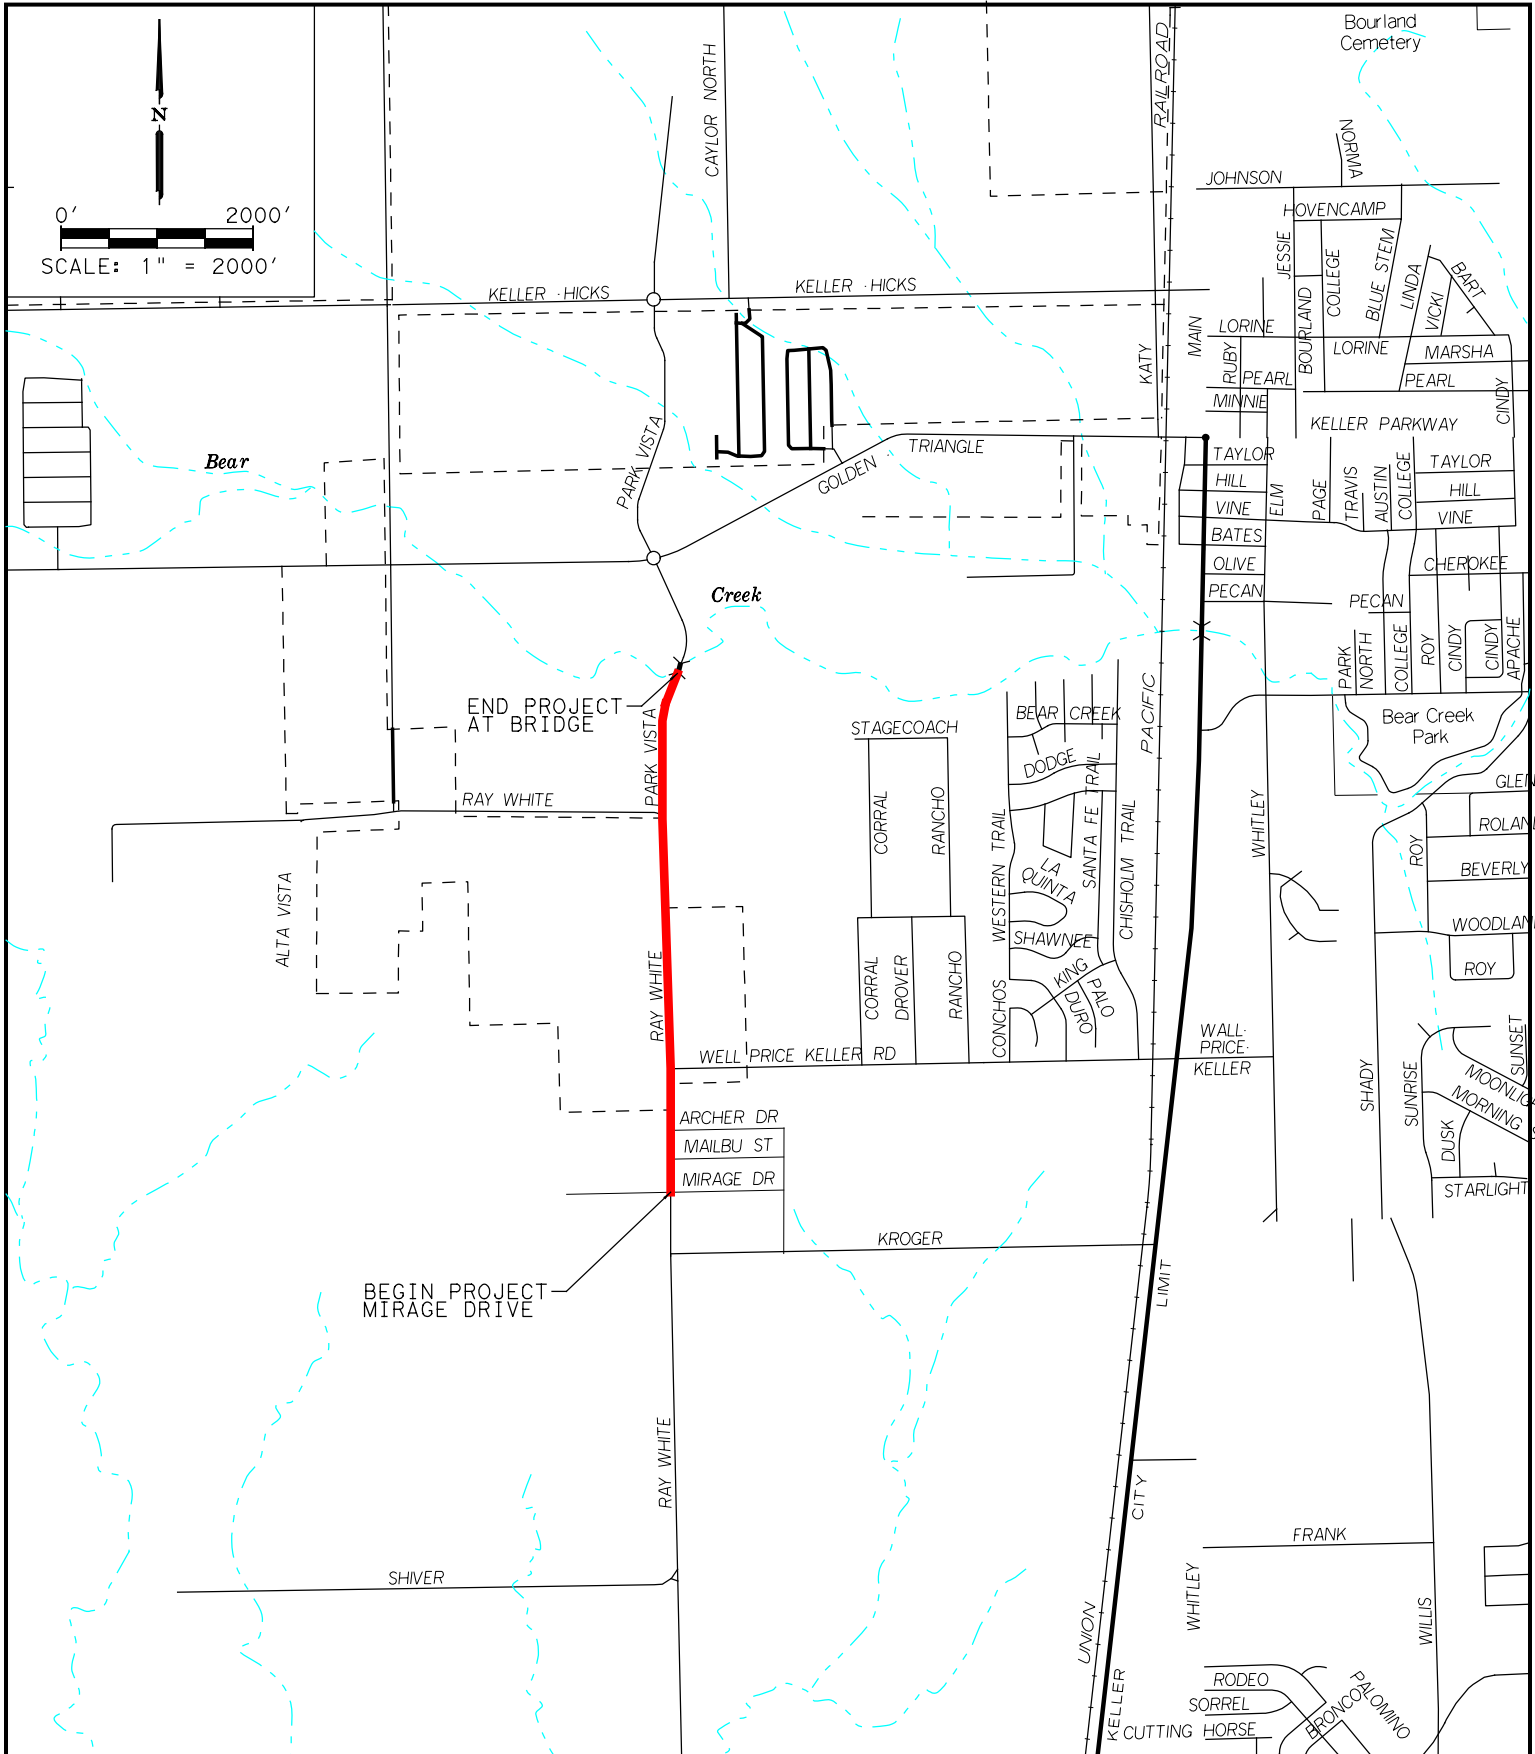 Bourland
Cemetery
N
0' 2000'
SCALE: 1" = 2000'
CAYLOR NORTH
RAILROAD
NORMA
JOHNSON
HOVENCAMP
JESSIE
COLLEGE
BLUE STEM
LINDA
VICKI
BART
KELLER HICKS
KELLER HICKS
BOURLAND
MAIN
LORINE
LORINE
MARSHA
KATY
RUBY
PEARL
PEARL
CINDY
MINNIE
KELLER PARKWAY
PARK VISTA
TRIANGLE
GOLDEN
Bear
TAYLOR
TAYLOR
HILL
HILL
VINE
VINE
ELM
PAGE
TRAVIS
AUSTIN
COLLEGE
BATES
OLIVE
CHEROKEE
PECAN
PECAN
Creek
PARK
NORTH
COLLEGE
ROY
CINDY
CINDY
APACHE
END PROJECT
AT BRIDGE
PARK VISTA
STAGECOACH
BEAR CREEK
PACIFIC
Bear Creek
Park
DODGE
GLEN
RAY WHITE
CORRAL
RANCHO
WESTERN TRAIL
SANTA FE TRAIL
CHISHOLM TRAIL
WHITLEY
ROLAN
ROY
LA
QUINTA
BEVERLY
ALTA VISTA
WOODLAN
SHAWNEE
ROY
RAY WHITE
CORRAL
DROVER
RANCHO
CONCHOS
KING
PALO
DURO
WALL-
PRICE-
KELLER
WELL PRICE KELLER RD
SHADY
SUNRISE
SUNSET
MOONLIG
MORNING
DUSK
STARLIGHT
ARCHER DR
MAILBU ST
MIRAGE DR
KROGER
BEGIN PROJECT
MIRAGE DRIVE
LIMIT
RAY WHITE
CITY
FRANK
SHIVER
WHITLEY
WILLIS
UNION
KELLER
RODEO
SORREL
CUTTING HORSE
BRONCO
PALOMINO